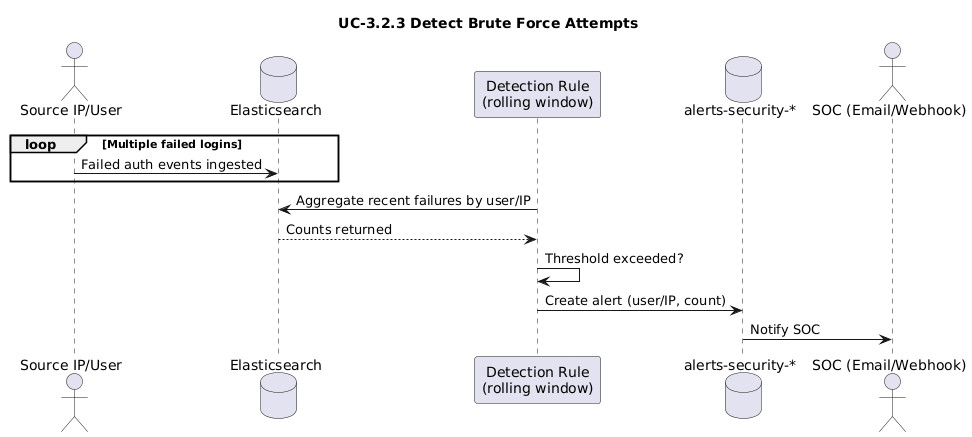 UC-3.2.3 Detect Brute Force Attempts
Source IP/User
Elasticsearch
Detection Rule
(rolling window)
alerts-security-*
SOC (Email/Webhook)
loop
[Multiple failed logins]
Failed auth events ingested
Aggregate recent failures by user/IP
Counts returned
Threshold exceeded?
Create alert (user/IP, count)
Notify SOC
Source IP/User
Elasticsearch
Detection Rule
(rolling window)
alerts-security-*
SOC (Email/Webhook)